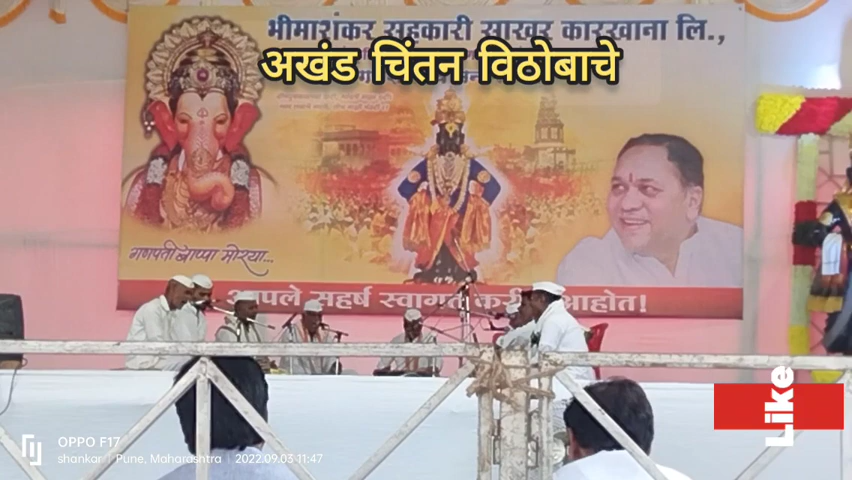 भीमाशंकर सहकारी साखर कारखाना लि.,
अखंड चिंतन विठोबाचे
गणपती बाप्पा मोरया...
आपले सहर्ष स्वागत करीत आहोत!
Like
OPPO F17
shankar | Pune, Maharashtra | 2022.09.03 11:47